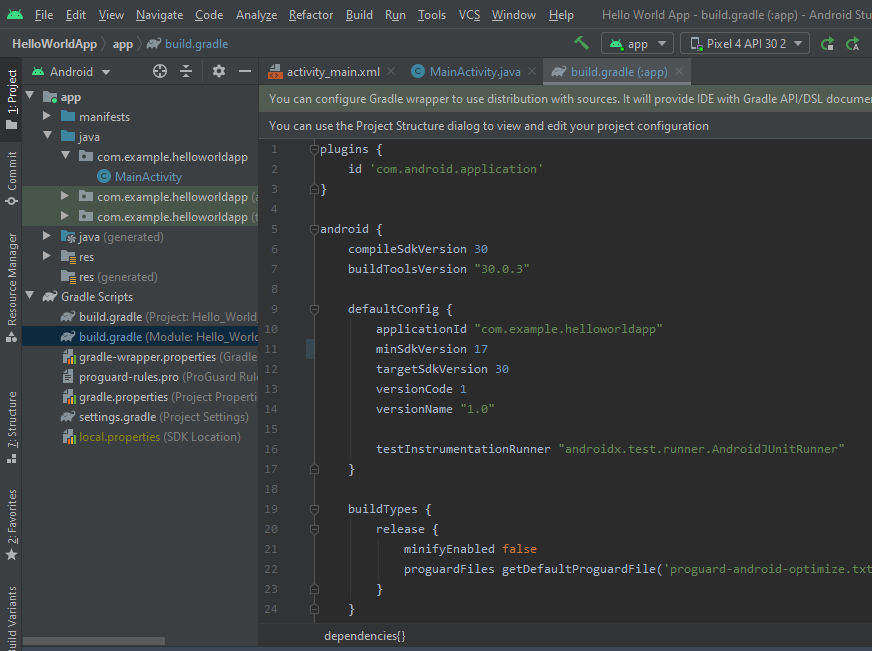 File Edit View Navigate Code Analyze Refactor Build Run Tools VCS Window Help Hello World App - build.gradle (:app) - Android Stu
HelloWorldApp app build.gradle app Pixel 4 API 30 2
1: Project
Commit
Resource Manager
7: Structure
2: Favorites
Build Variants
Android
app
manifests
java
com.example.helloworldapp
MainActivity
com.example.helloworldapp (a
com.example.helloworldapp (t
java (generated)
res
res (generated)
Gradle Scripts
build.gradle (Project: Hello_World_
build.gradle (Module: Hello_World
gradle-wrapper.properties (Gradle
proguard-rules.pro (ProGuard Rule
gradle.properties (Project Properti
settings.gradle (Project Settings)
local.properties (SDK Location)
activity_main.xml MainActivity.java build.gradle (:app)
You can configure Gradle wrapper to use distribution with sources. It will provide IDE with Gradle API/DSL documen
You can use the Project Structure dialog to view and edit your project configuration
1 plugins {
2 id 'com.android.application'
3 }
4
5 android {
6 compileSdkVersion 30
7 buildToolsVersion "30.0.3"
8
9 defaultConfig {
10 applicationId "com.example.helloworldapp"
11 minSdkVersion 17
12 targetSdkVersion 30
13 versionCode 1
14 versionName "1.0"
15
16 testInstrumentationRunner "androidx.test.runner.AndroidJUnitRunner"
17 }
18
19 buildTypes {
20 release {
21 minifyEnabled false
22 proguardFiles getDefaultProguardFile('proguard-android-optimize.txt
23 }
24 }
dependencies{}